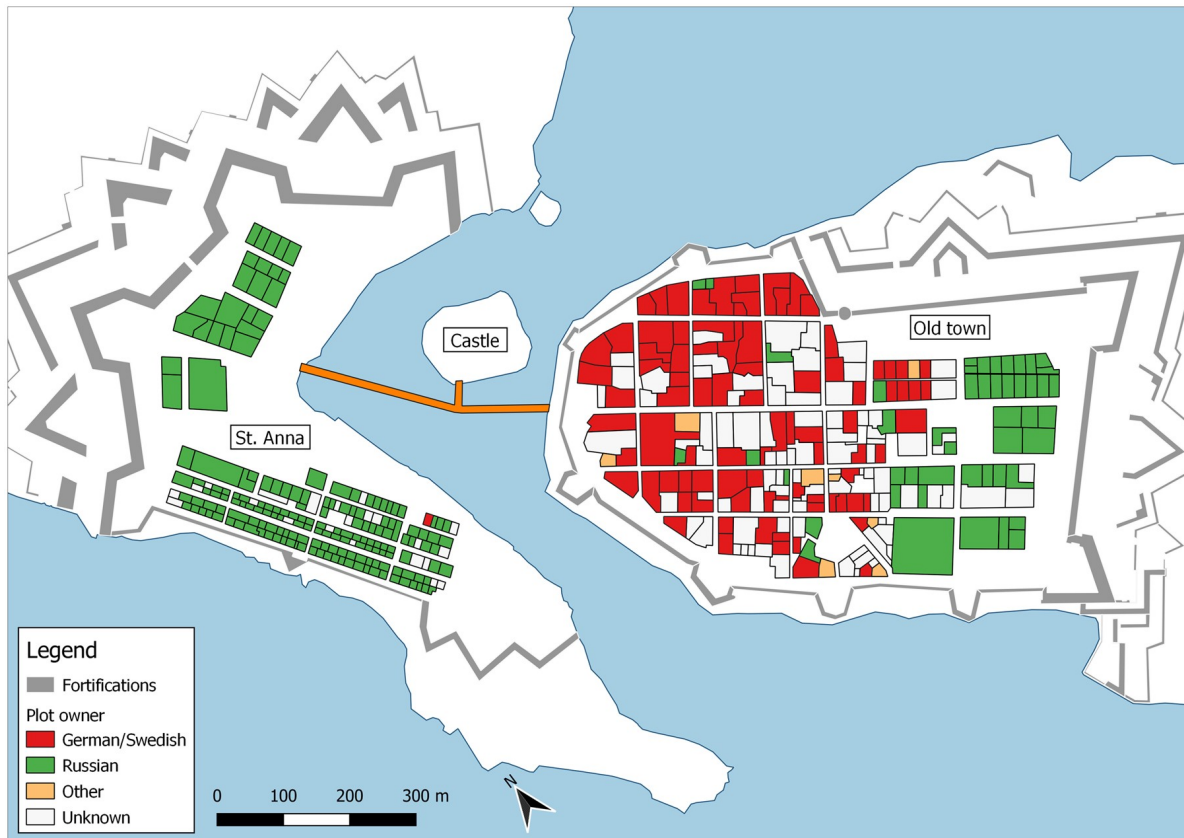 Castle
Old town
St. Anna
Legend
Fortifications
Plot owner
German/Swedish
Russian
Other
Unknown
N
0 100 200 300 m